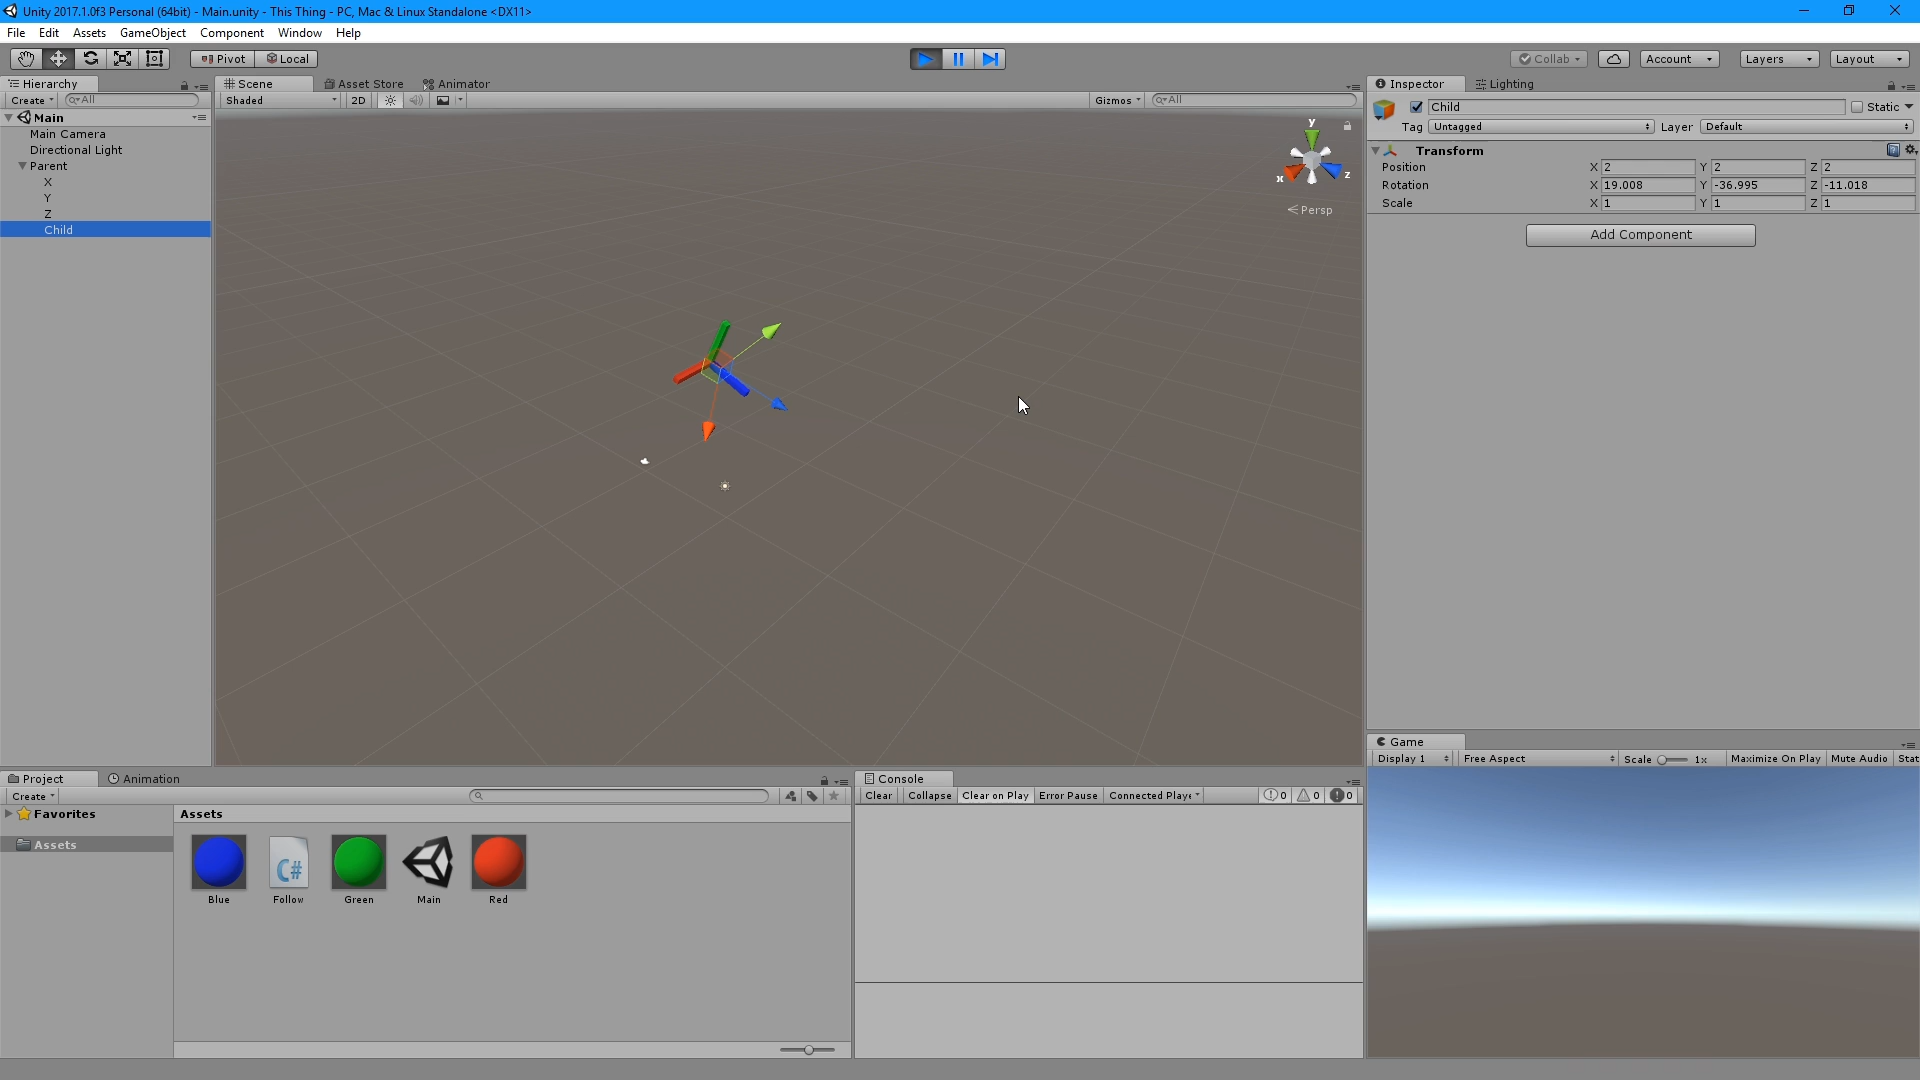 Unity 2017.1.0f3 Personal (64bit) - Main.unity - This Thing - PC, Mac & Linux Standalone <DX11>
File Edit Assets GameObject Component Window Help
Pivot Local Collab Account Layers Layout
Hierarchy
Create All
Main
Main Camera
Directional Light
Parent
X
Y
Z
Child
Scene Asset Store Animator
Shaded 2D Gizmos All
y
x
z
Persp
Inspector Lighting
Child Static
Tag Untagged Layer Default
Transform
Position X 2 Y 2 Z 2
Rotation X 19.008 Y -36.995 Z -11.018
Scale X 1 Y 1 Z 1
Add Component
Game
Display 1 Free Aspect Scale 1x Maximize On Play Mute Audio Stat
Project Animation
Create
Favorites
Assets
Assets
C#
Blue Follow Green Main Red
Console
Clear Collapse Clear on Play Error Pause Connected Playe 0 0 0